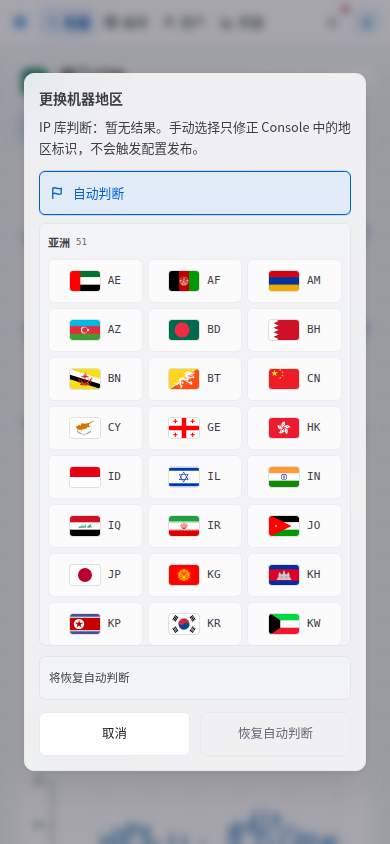 更换机器地区
IP 库判断：暂无结果。手动选择只修正 Console 中的地
区标识，不会触发配置发布。
自动判断
亚洲 51
AE AF AM
AZ BD BH
BN BT CN
CY GE HK
ID IL IN
IQ IR JO
JP KG KH
KP KR KW
将恢复自动判断
取消 恢复自动判断